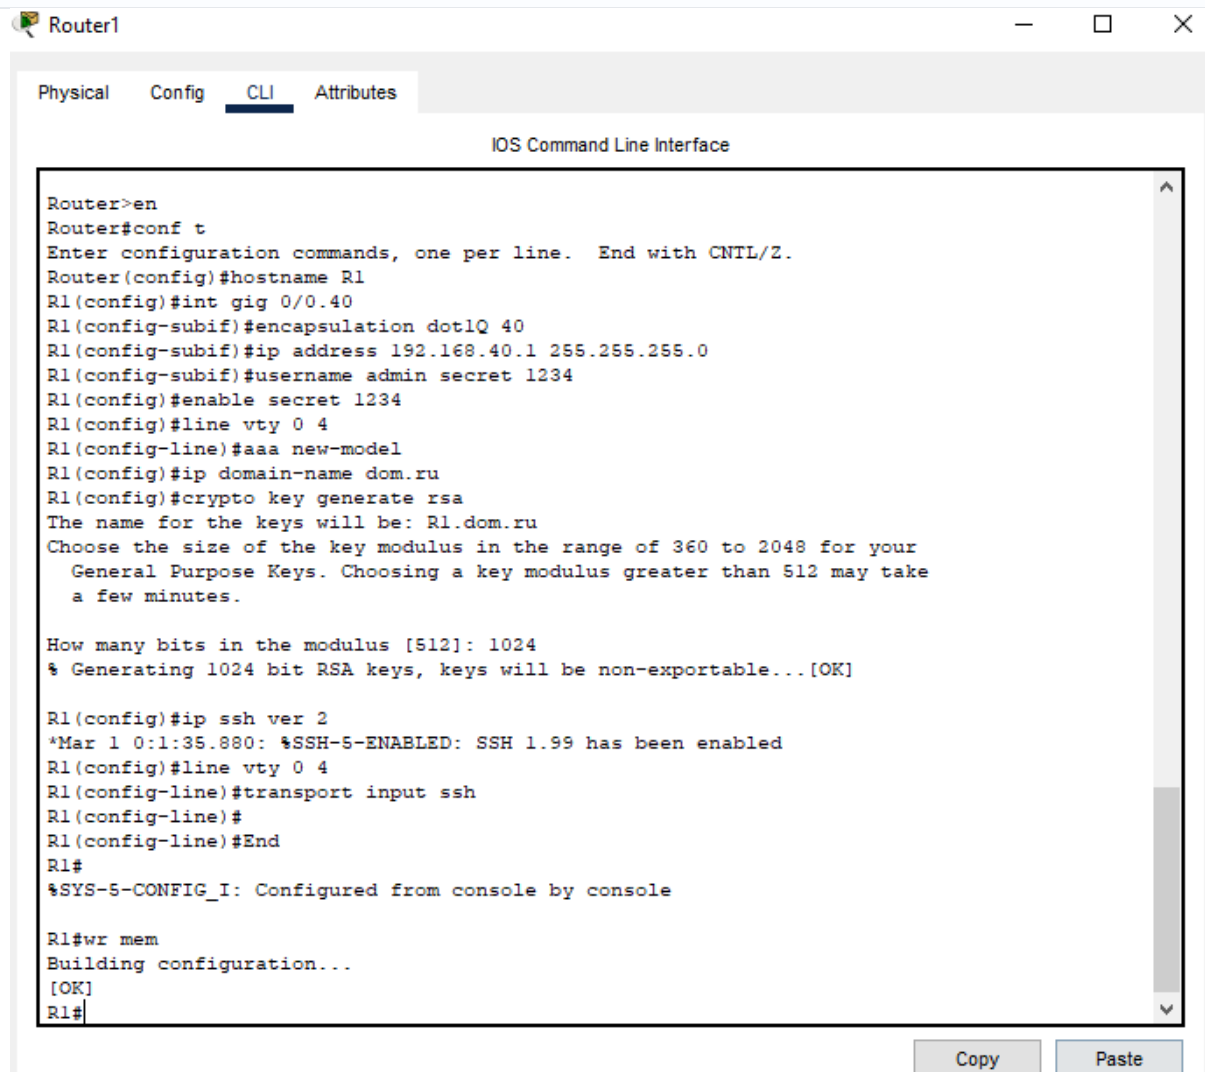 Router1
Physical Config CLI Attributes
IOS Command Line Interface
Router>en
Router#conf t
Enter configuration commands, one per line.  End with CNTL/Z.
Router(config)#hostname R1
R1(config)#int gig 0/0.40
R1(config-subif)#encapsulation dot1Q 40
R1(config-subif)#ip address 192.168.40.1 255.255.255.0
R1(config-subif)#username admin secret 1234
R1(config)#enable secret 1234
R1(config)#line vty 0 4
R1(config-line)#aaa new-model
R1(config)#ip domain-name dom.ru
R1(config)#crypto key generate rsa
The name for the keys will be: R1.dom.ru
Choose the size of the key modulus in the range of 360 to 2048 for your
  General Purpose Keys. Choosing a key modulus greater than 512 may take
  a few minutes.
How many bits in the modulus [512]: 1024
% Generating 1024 bit RSA keys, keys will be non-exportable...[OK]
R1(config)#ip ssh ver 2
*Mar 1 0:1:35.880: %SSH-5-ENABLED: SSH 1.99 has been enabled
R1(config)#line vty 0 4
R1(config-line)#transport input ssh
R1(config-line)#
R1(config-line)#End
R1#
%SYS-5-CONFIG_I: Configured from console by console
R1#wr mem
Building configuration...
[OK]
R1#
Copy Paste